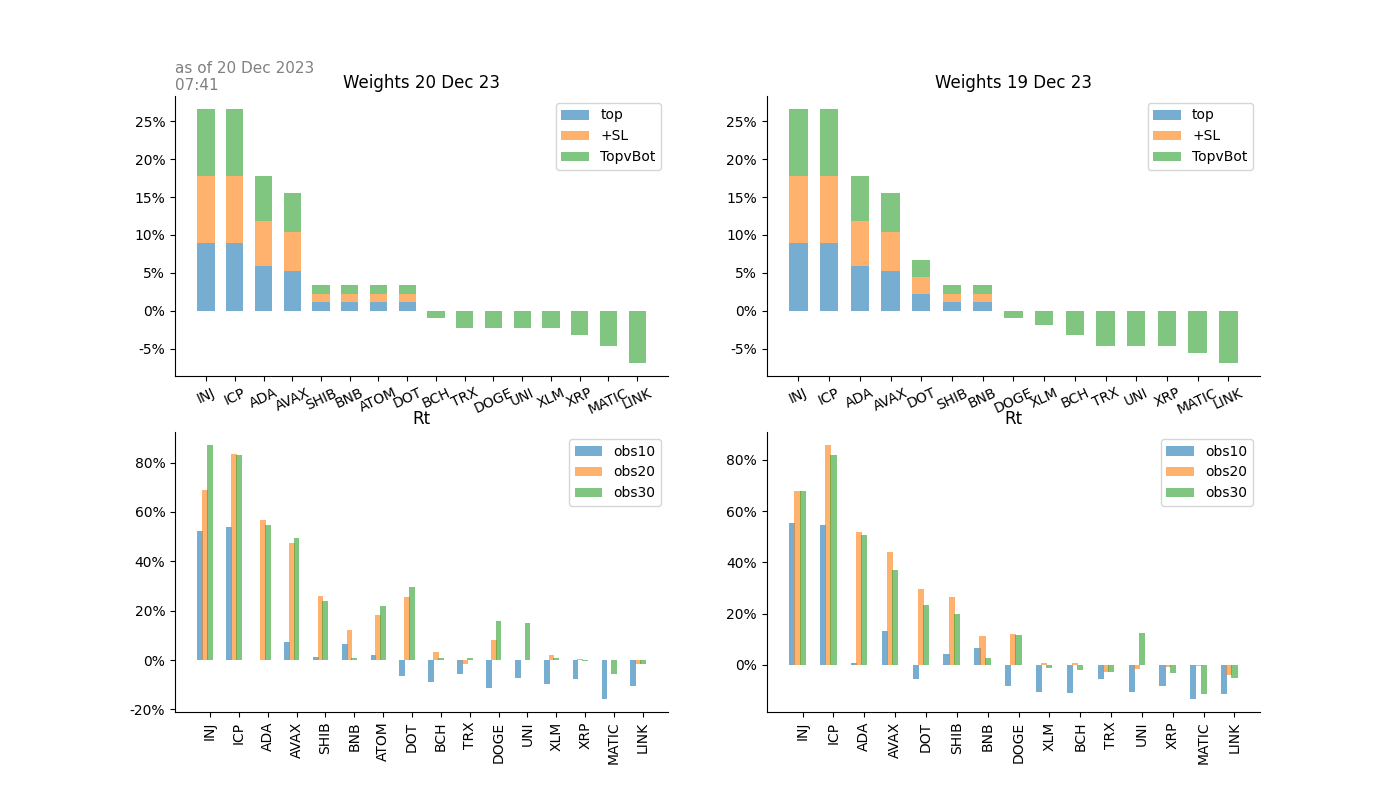 as of 20 Dec 2023
07:41
Weights 20 Dec 23
25%
20%
15%
10%
5%
0%
-5%
top
+SL
TopvBot
INJ ICP ADA AVAX SHIB BNB ATOM DOT BCH TRX DOGE UNI XLM XRP MATIC LINK
Weights 19 Dec 23
25%
20%
15%
10%
5%
0%
-5%
top
+SL
TopvBot
INJ ICP ADA AVAX DOT SHIB BNB DOGE XLM BCH TRX UNI XRP MATIC LINK
Rt
80%
60%
40%
20%
0%
-20%
obs10
obs20
obs30
INJ ICP ADA AVAX SHIB BNB ATOM DOT BCH TRX DOGE UNI XLM XRP MATIC LINK
Rt
80%
60%
40%
20%
0%
obs10
obs20
obs30
INJ ICP ADA AVAX DOT SHIB BNB DOGE XLM BCH TRX UNI XRP MATIC LINK